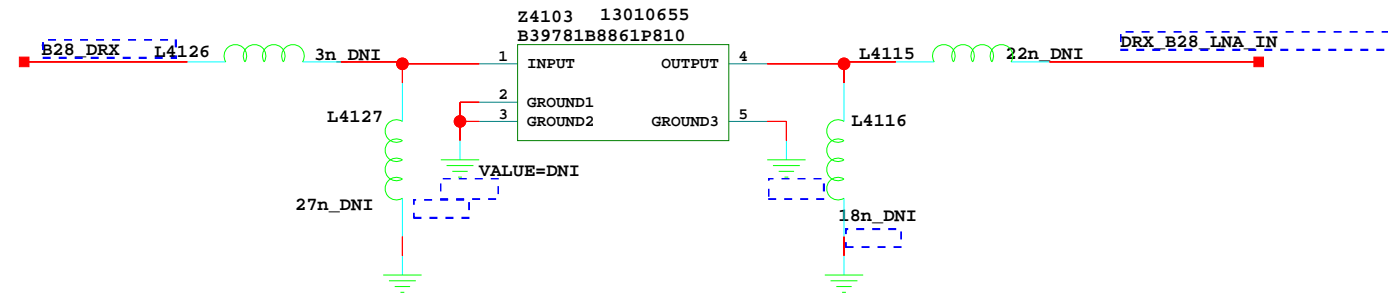 Z4103 13010655
B39781B8861P810
B28_DRX
L4126
3n_DNI
1
INPUT
OUTPUT
4
L4115
22n_DNI
DRX_B28_LNA_IN
L4127
2
GROUND1
3
GROUND2
GROUND3
5
L4116
VALUE=DNI
27n_DNI
18n_DNI